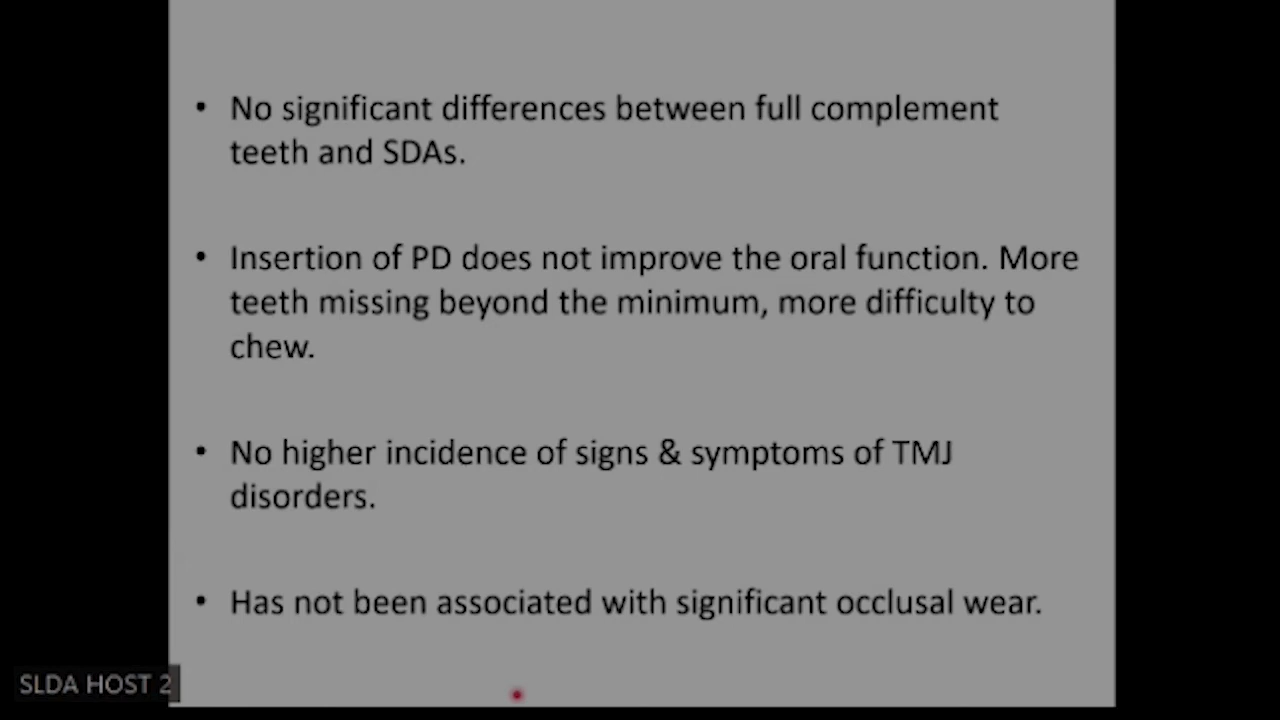 • No significant differences between full complement
teeth and SDAs.
• Insertion of PD does not improve the oral function. More
teeth missing beyond the minimum, more difficulty to
chew.
• No higher incidence of signs & symptoms of TMJ
disorders.
• Has not been associated with significant occlusal wear.
SLDA HOST 2